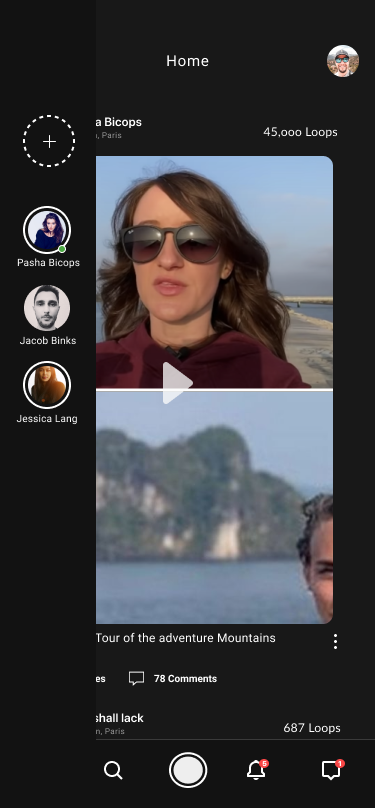 Home
a Bicops
n, Paris
45,000 Loops
Pasha Bicops
Jacob Binks
Jessica Lang
Tour of the adventure Mountains
es
78 Comments
shall lack
n, Paris
687 Loops
5
1